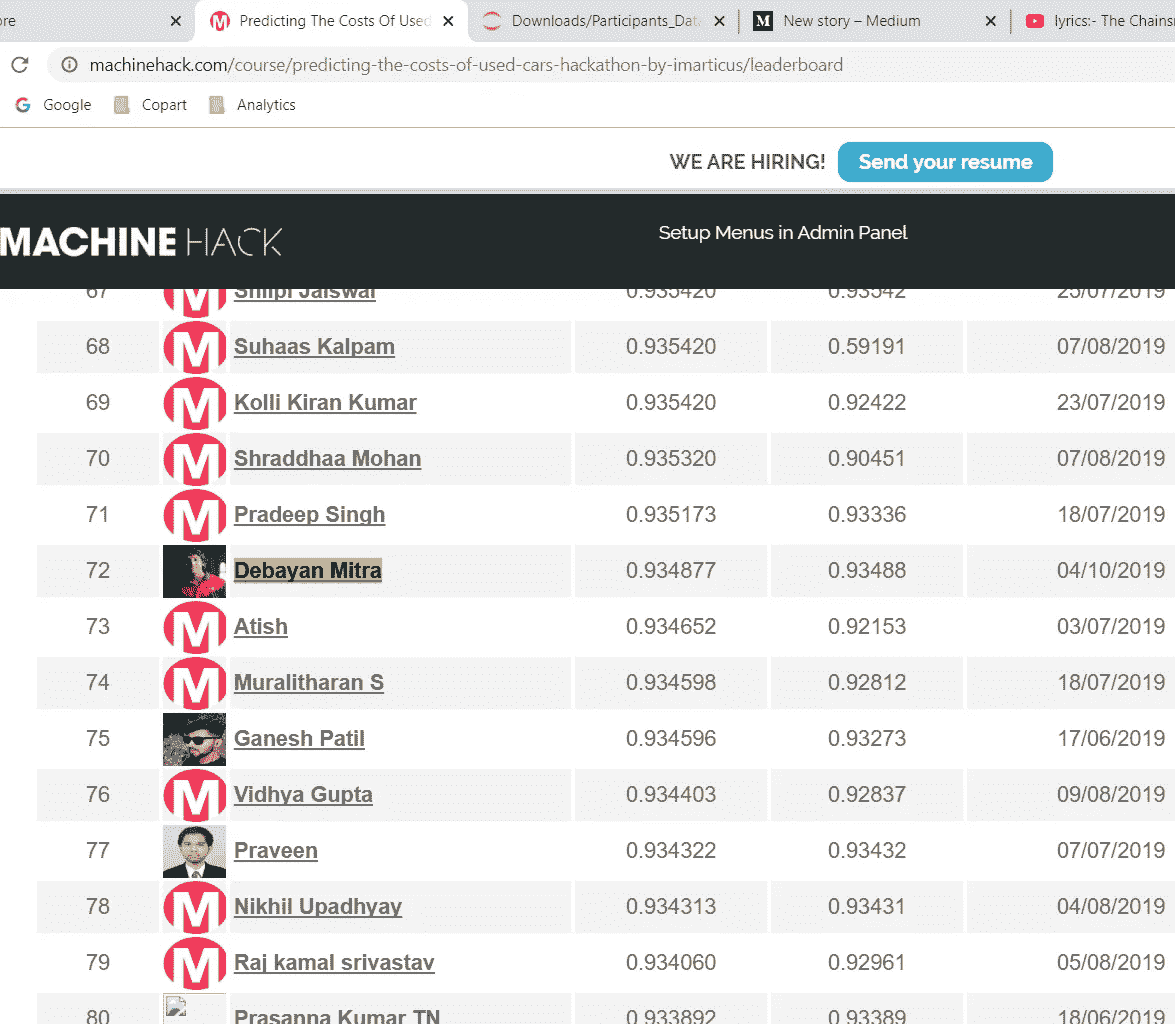 ore Predicting The Costs Of Used Downloads/Participants_Dat New story – Medium lyrics:- The Chains
machinehack.com/course/predicting-the-costs-of-used-cars-hackathon-by-imarticus/leaderboard
Google Copart Analytics
WE ARE HIRING! Send your resume
MACHINE HACK Setup Menus in Admin Panel
67 Shilpi Jaiswal 0.935420 0.93542 25/07/2019
68 Suhaas Kalpam 0.935420 0.59191 07/08/2019
69 Kolli Kiran Kumar 0.935420 0.92422 23/07/2019
70 Shraddhaa Mohan 0.935320 0.90451 07/08/2019
71 Pradeep Singh 0.935173 0.93336 18/07/2019
72 Debayan Mitra 0.934877 0.93488 04/10/2019
73 Atish 0.934652 0.92153 03/07/2019
74 Muralitharan S 0.934598 0.92812 18/07/2019
75 Ganesh Patil 0.934596 0.93273 17/06/2019
76 Vidhya Gupta 0.934403 0.92837 09/08/2019
77 Praveen 0.934322 0.93432 07/07/2019
78 Nikhil Upadhyay 0.934313 0.93431 04/08/2019
79 Raj kamal srivastav 0.934060 0.92961 05/08/2019
80 Prasanna Kumar TN 0.933892 0.93389 18/06/2019